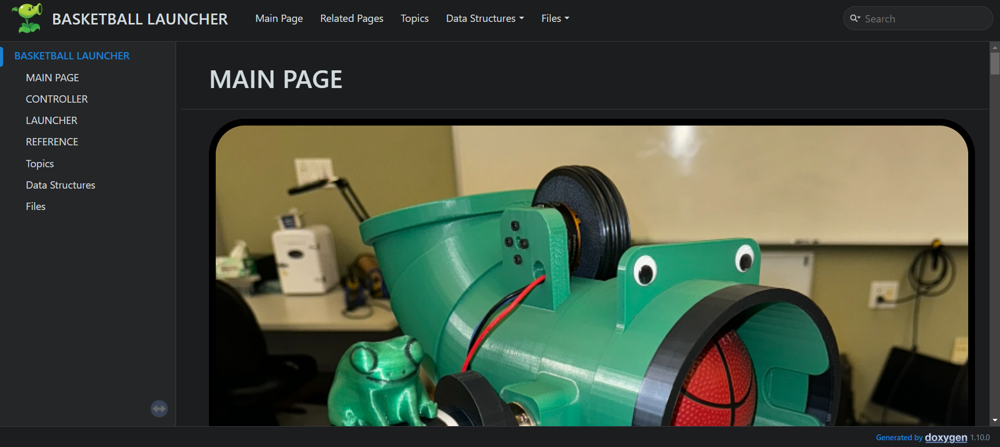 BASKETBALL LAUNCHER
Main Page
Related Pages
Topics
Data Structures
Files
Search
BASKETBALL LAUNCHER
MAIN PAGE
CONTROLLER
LAUNCHER
REFERENCE
Topics
Data Structures
Files
MAIN PAGE
Generated by doxygen 1.10.0